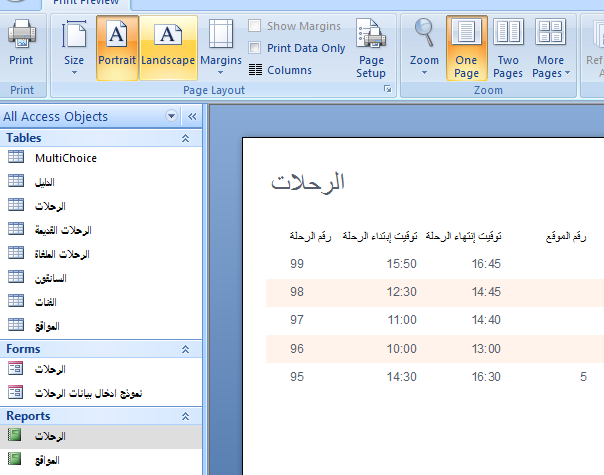 Print Preview
Print
Size
Portrait
Landscape
Margins
Show Margins
Print Data Only
Columns
Page Setup
Zoom
One Page
Two Pages
More Pages
Ref
A
Print
Page Layout
Zoom
All Access Objects
Tables
MultiChoice
الدليل
الرحلات
الرحلات القديمة
الرحلات الملغاة
السائقون
الفئات
المواقع
Forms
الرحلات
نموذج ادخال بيانات الرحلات
Reports
الرحلات
المواقع
الرحلات
رقم الرحلة توقيت إبتداء الرحلة توقيت إنتهاء الرحلة رقم الموقع
99 15:50 16:45
98 12:30 14:45
97 11:00 14:40
96 10:00 13:00
95 14:30 16:30 5